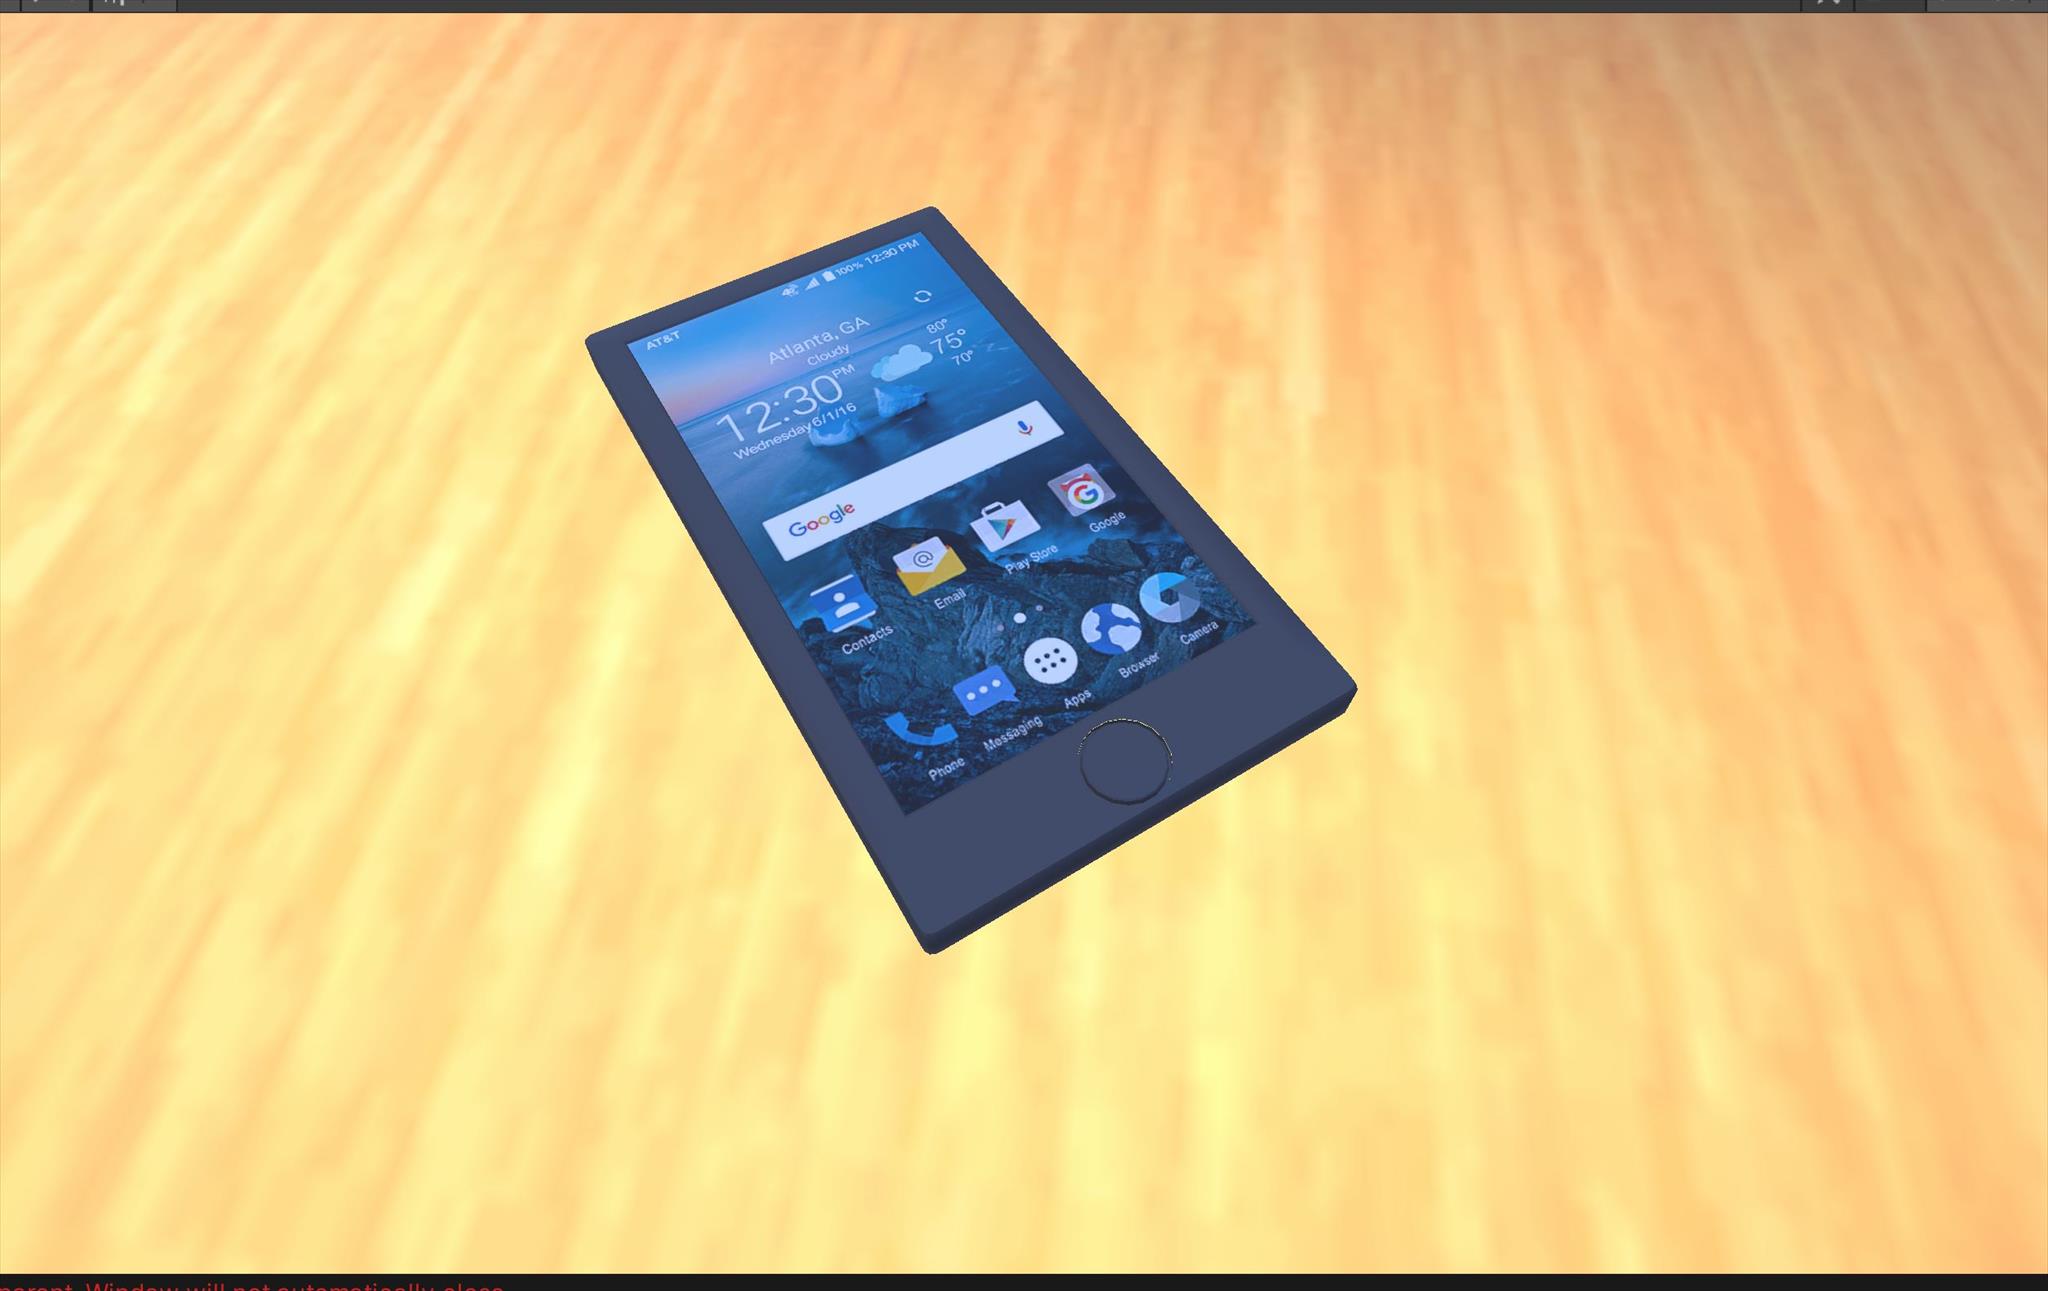 AT&T
100% 12:30 PM
Atlanta, GA
Cloudy
12:30 PM
Wednesday 6/1/16
80°
75°
70°
Google
Contacts
Email
Play Store
Google
Phone
Messaging
Apps
Browser
Camera
Window will not automatically close